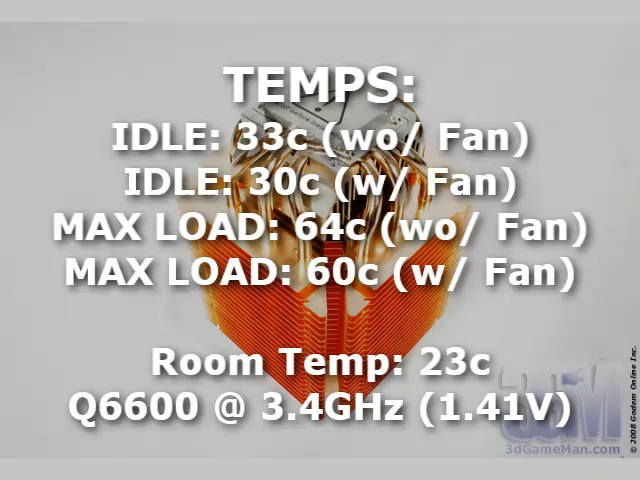 TEMPS:
IDLE: 33c (wo/ Fan)
IDLE: 30c (w/ Fan)
MAX LOAD: 64c (wo/ Fan)
MAX LOAD: 60c (w/ Fan)
Room Temp: 23c
Q6600 @ 3.4GHz (1.41V)
3GM
3dGameMan.com
© 2008 Godem Online Inc.